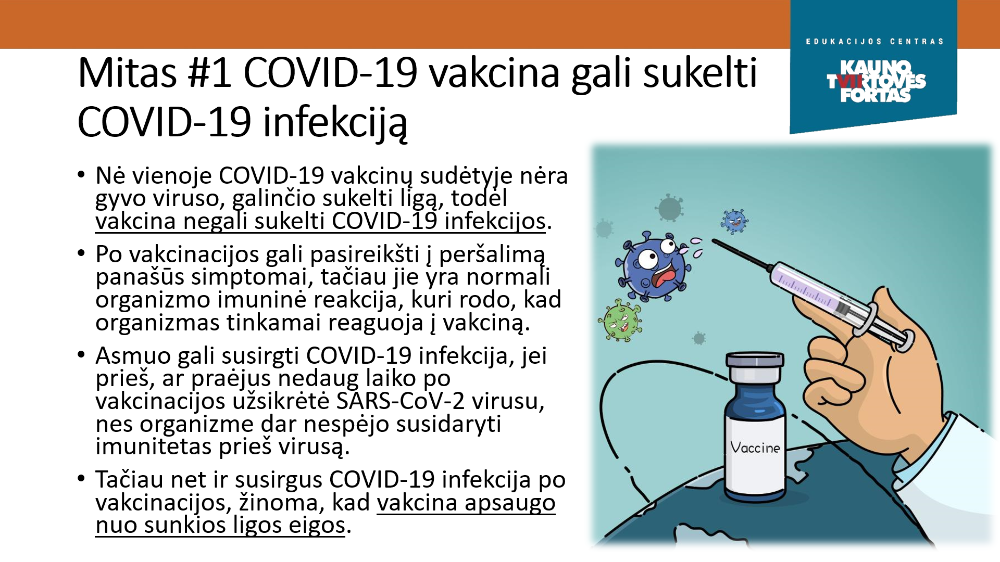 EDUKACIJOS CENTRAS
KAUNO
TVIIRTOVĖS
FORTAS
Mitas #1 COVID-19 vakcina gali sukelti
COVID-19 infekciją
• Nė vienoje COVID-19 vakcinų sudėtyje nėra
gyvo viruso, galinčio sukelti ligą, todėl
vakcina negali sukelti COVID-19 infekcijos.
• Po vakcinacijos gali pasireikšti į peršalimą
panašūs simptomai, tačiau jie yra normali
organizmo imuninė reakcija, kuri rodo, kad
organizmas tinkamai reaguoja į vakciną.
• Asmuo gali susirgti COVID-19 infekcija, jei
prieš, ar praėjus nedaug laiko po
vakcinacijos užsikrėtė SARS-CoV-2 virusu,
nes organizme dar nespėjo susidaryti
imunitetas prieš virusą.
• Tačiau net ir susirgus COVID-19 infekcija po
vakcinacijos, žinoma, kad vakcina apsaugo
nuo sunkios ligos eigos.
Vaccine